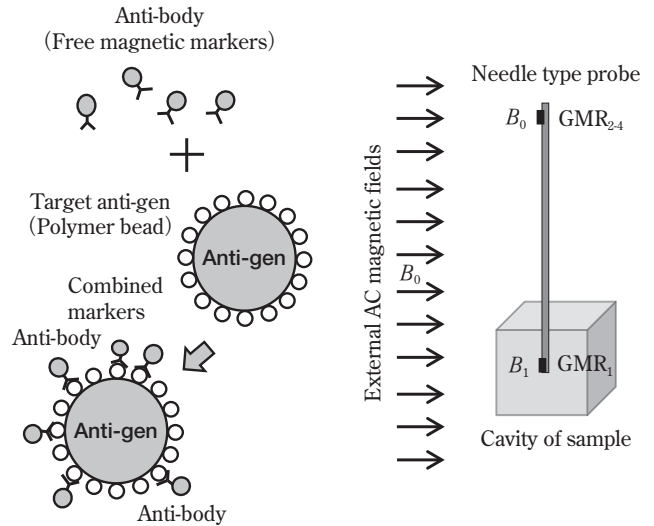 Anti-body
(Free magnetic markers)
Target anti-gen
(Polymer bead)
Anti-gen
Combined
markers
Anti-body
Anti-gen
Anti-body
External AC magnetic fields
B₀
Needle type probe
B₀ GMR₂₋₄
B₁ GMR₁
Cavity of sample